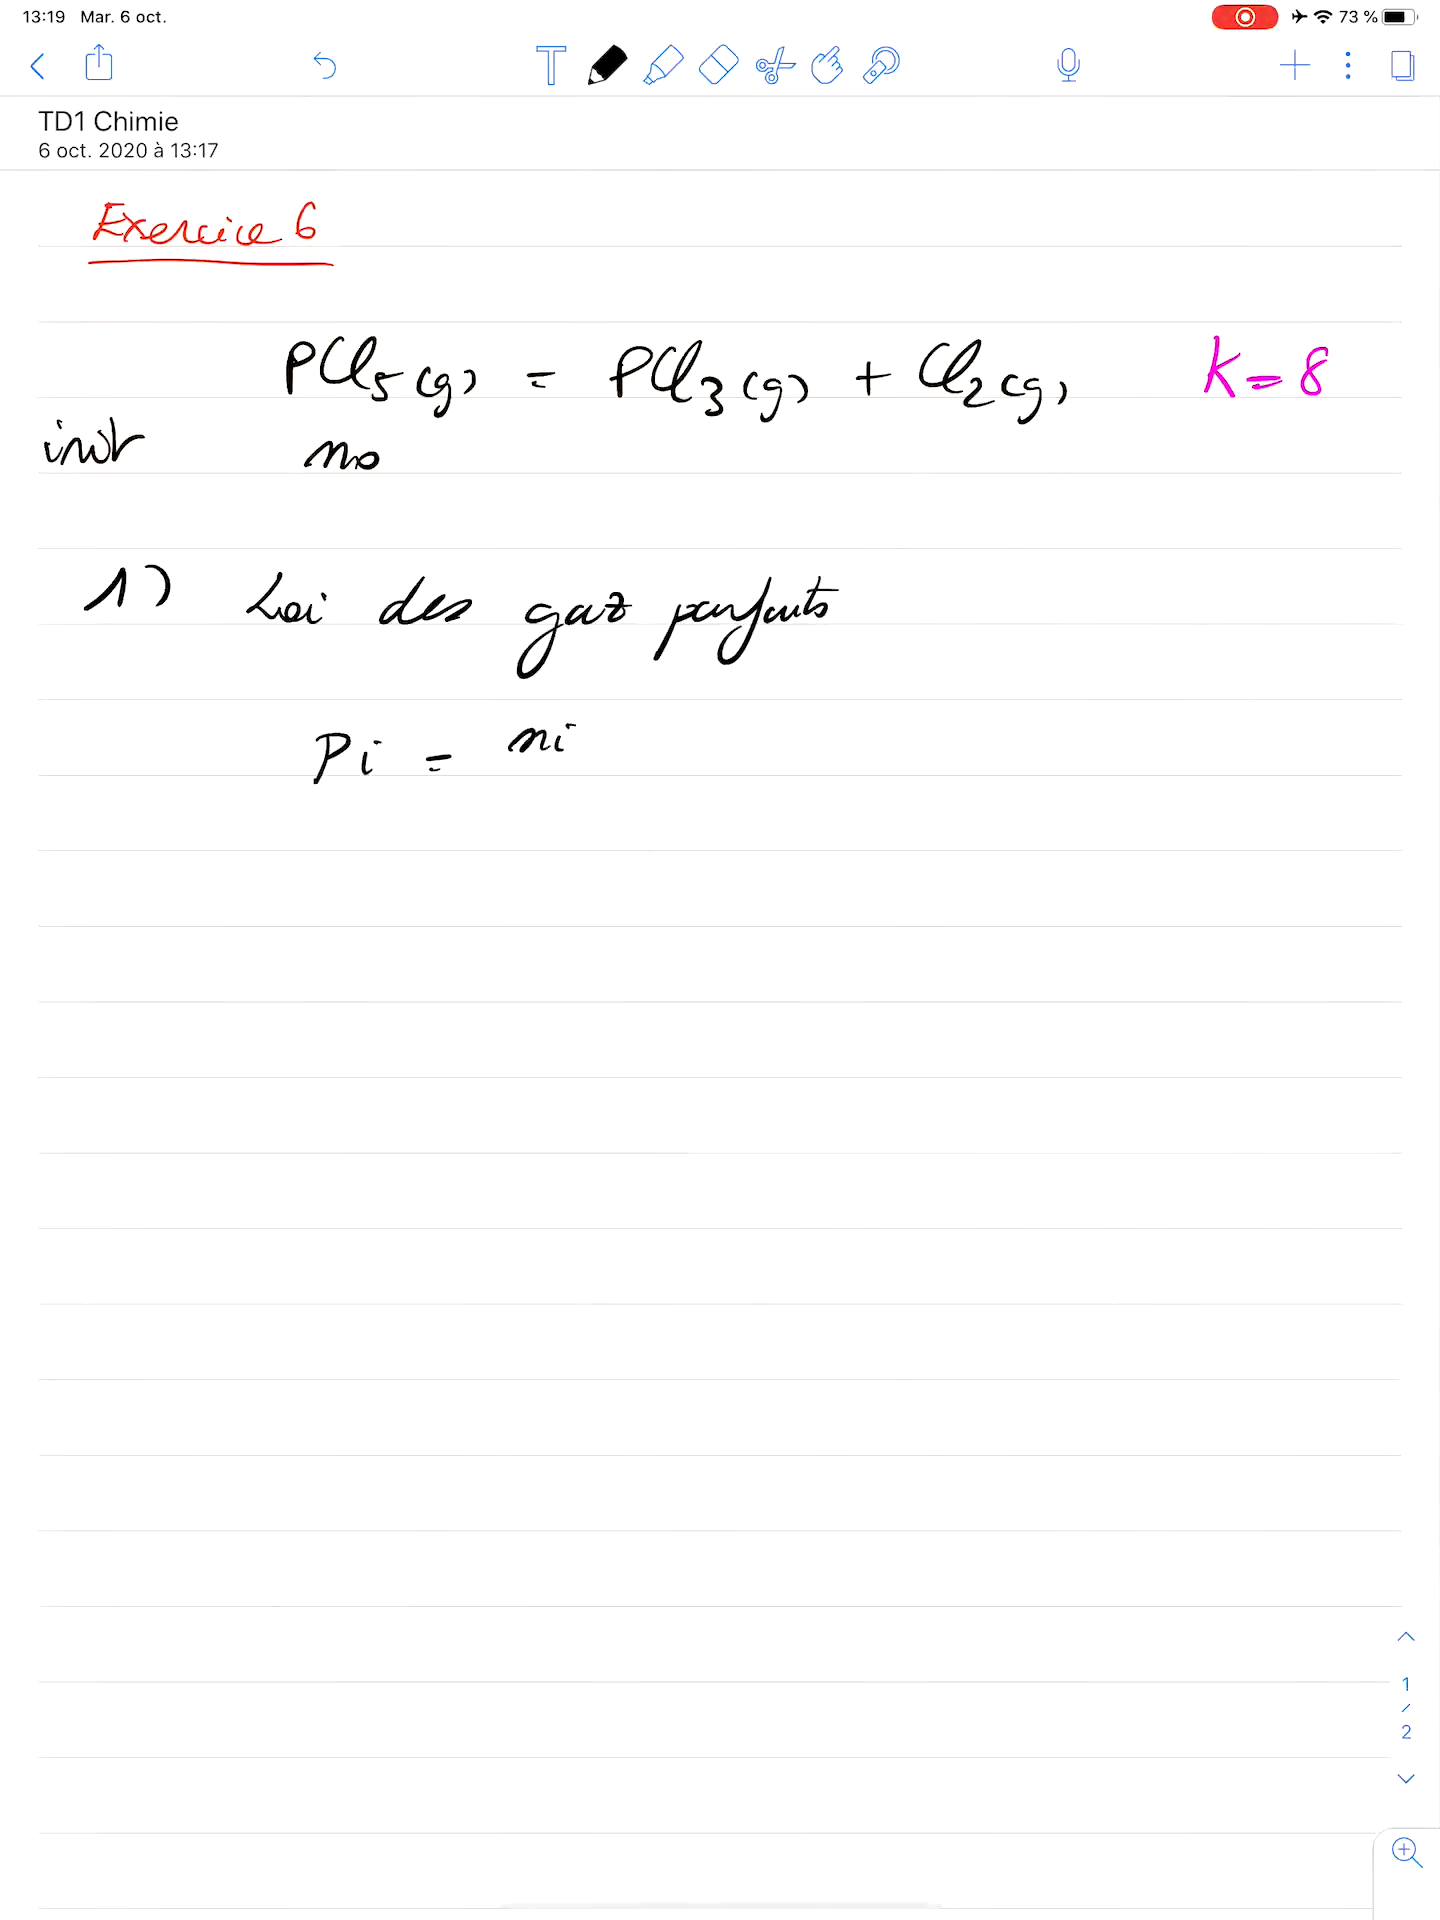 13:19 Mar. 6 oct. 73 %
T
TD1 Chimie
6 oct. 2020 à 13:17
Exercice 6
PCl5(g) = PCl3(g) + Cl2(g) K=8
init n0
1) Loi des gaz parfaits
Pi = ni
1
/
2